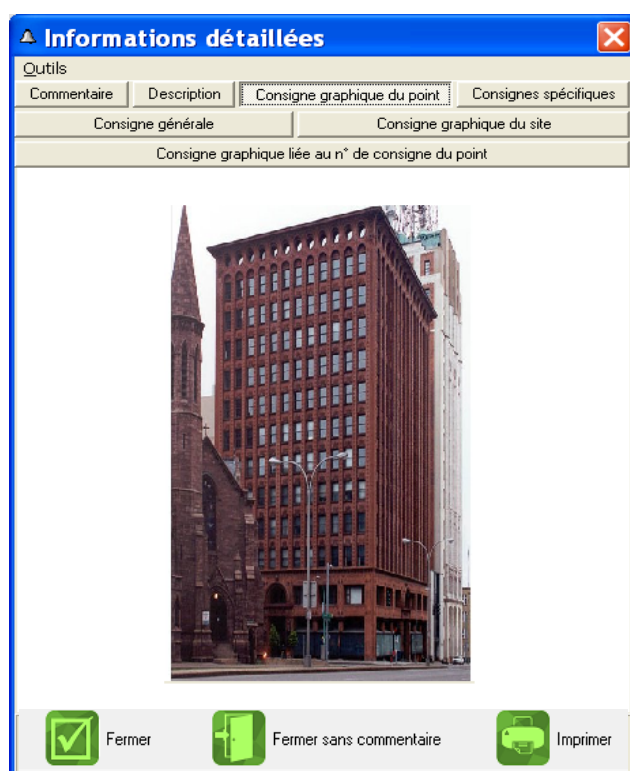 Informations détaillées
Outils
Commentaire Description Consigne graphique du point Consignes spécifiques
Consigne générale Consigne graphique du site
Consigne graphique liée au n° de consigne du point
Fermer Fermer sans commentaire Imprimer